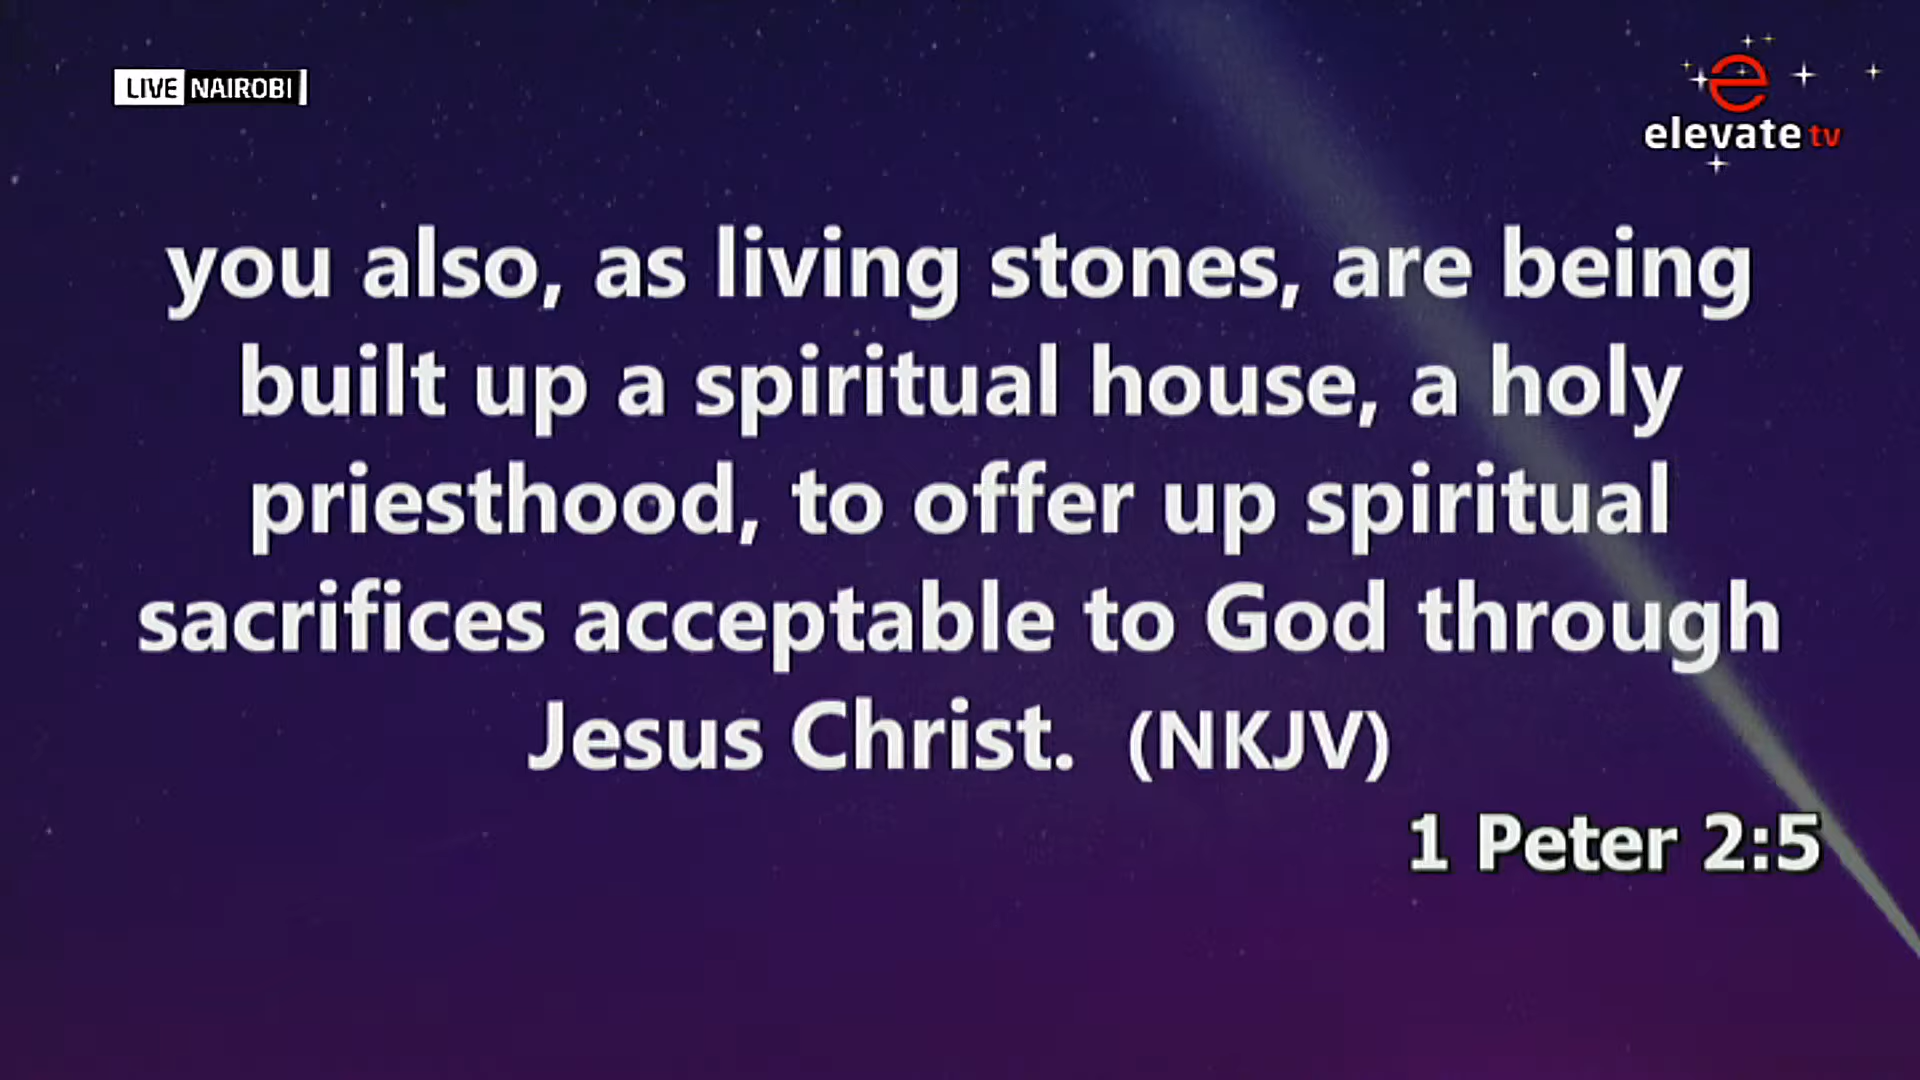 LIVE NAIROBI
e
elevate tv
you also, as living stones, are being
built up a spiritual house, a holy
priesthood, to offer up spiritual
sacrifices acceptable to God through
Jesus Christ. (NKJV)
1 Peter 2:5